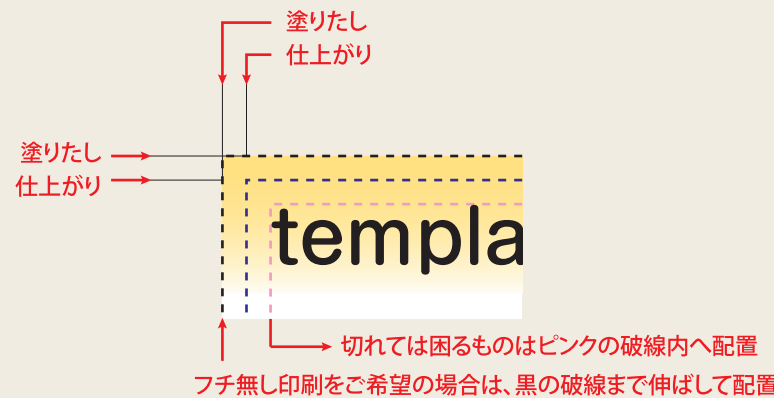 塗りたし
仕上がり
塗りたし
仕上がり
templa
切れては困るものはピンクの破線内へ配置
フチ無し印刷をご希望の場合は、黒の破線まで伸ばして配置